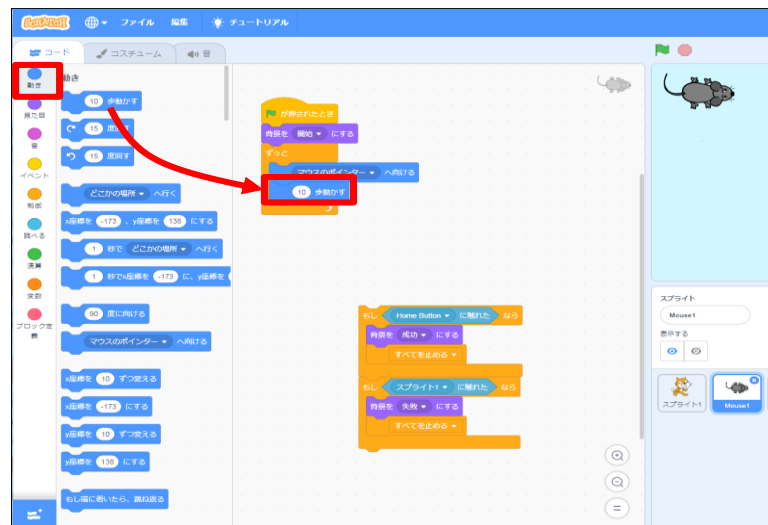 SCRATCH
ファイル
編集
チュートリアル
コード
コスチューム
音
動き
見た目
音
イベント
制御
調べる
演算
変数
ブロック定義
動き
10 歩動かす
15 度回す
15 度回す
どこかの場所 へ行く
x座標を -173 、y座標を 138 にする
1 秒で どこかの場所 へ行く
1 秒でx座標を -173 に、y座標を
90 度に向ける
マウスのポインター へ向ける
x座標を 10 ずつ変える
x座標を -173 にする
y座標を 10 ずつ変える
y座標を 138 にする
もし端に着いたら、跳ね返る
が押されたとき
背景を 開始 にする
ずっと
マウスのポインター へ向ける
10 歩動かす
もし Home Button に触れた なら
背景を 成功 にする
すべてを止める
もし スプライト1 に触れた なら
背景を 失敗 にする
すべてを止める
スプライト
Mouse1
表示する
スプライト1
Mouse1